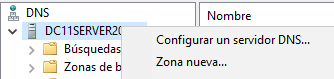 DNS
Nombre
DC11SERVER20
Configurar un servidor DNS...
Búsquedas
Zona nueva...
Zonas de b